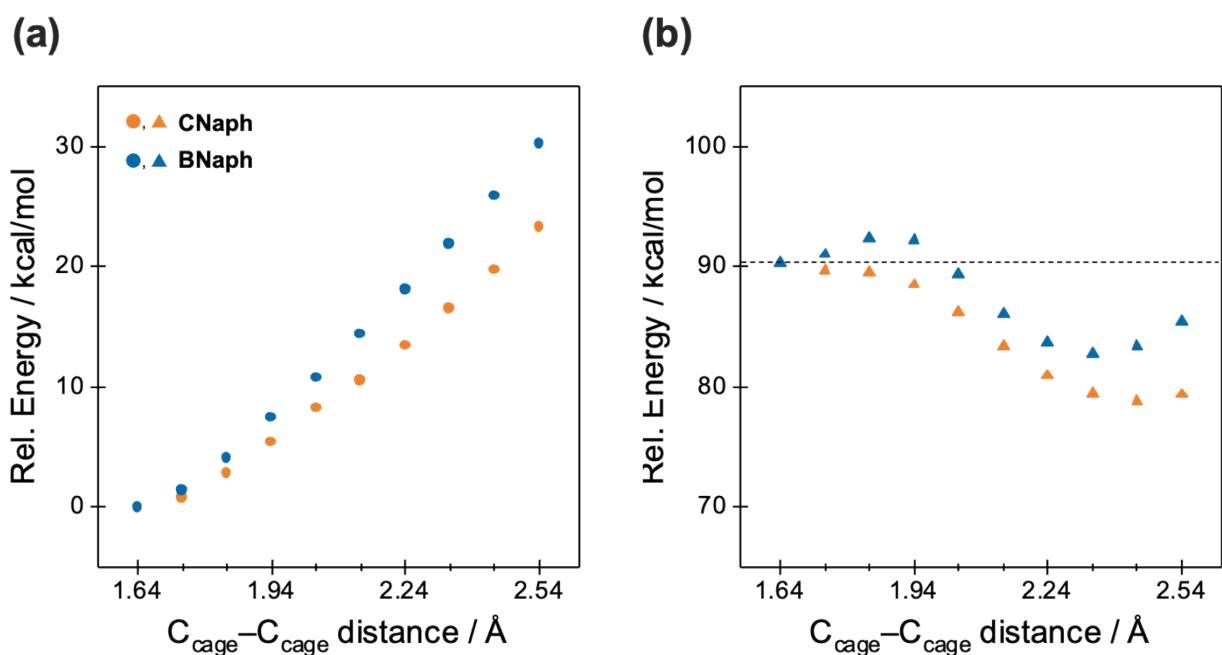 (a)
Rel. Energy / kcal/mol
30
20
10
0
, CNaph
, BNaph
1.64 1.94 2.24 2.54
Ccage–Ccage distance / Å
(b)
Rel. Energy / kcal/mol
100
90
80
70
1.64 1.94 2.24 2.54
Ccage–Ccage distance / Å